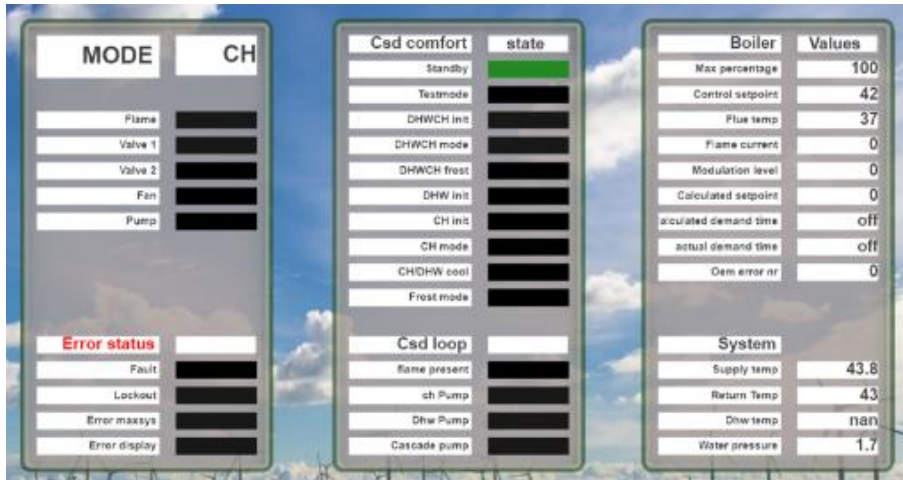 MODE CH
Flame
Valve 1
Valve 2
Fan
Pump
Error status
Fault
Lockout
Error maxsys
Error display
Csd comfort state
Standby
Testmode
DHWCH init
DHWCH mode
DHWCH frost
DHW init
CH init
CH mode
CH/DHW cool
Frost mode
Csd loop
flame present
ch Pump
Dhw Pump
Cascade pump
Boiler Values
Max percentage 100
Control setpoint 42
Flue temp 37
Flame current 0
Modulation level 0
Calculated setpoint 0
alculated demand time off
actual demand time off
Oem error nr 0
System
Supply temp 43.8
Return Temp 43
Dhw temp nan
Water pressure 1.7